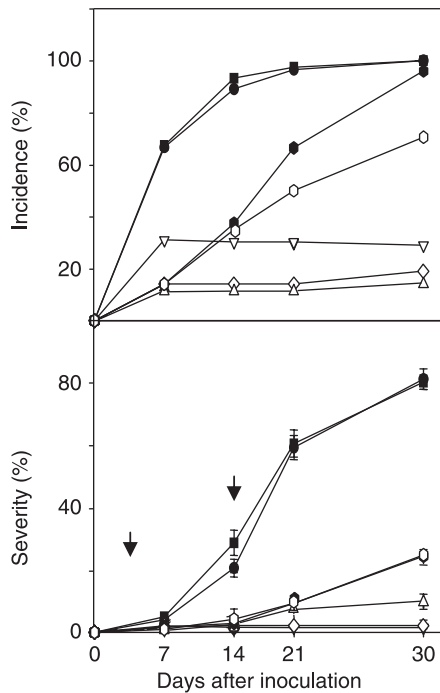 100
60
20
Incidence (%)
80
40
0
Severity (%)
0 7 14 21 30
Days after inoculation